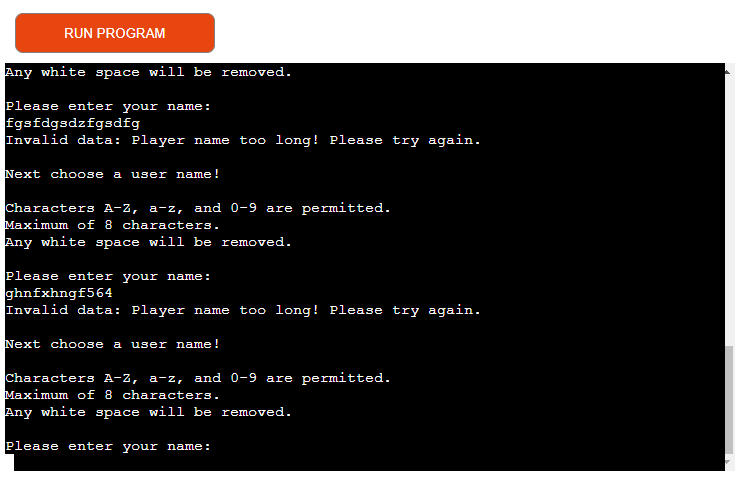 RUN PROGRAM
Any white space will be removed.
Please enter your name:
fgsfdgsdzfgsdfg
Invalid data: Player name too long! Please try again.
Next choose a user name!
Characters A-Z, a-z, and 0-9 are permitted.
Maximum of 8 characters.
Any white space will be removed.
Please enter your name:
ghnfxhngf564
Invalid data: Player name too long! Please try again.
Next choose a user name!
Characters A-Z, a-z, and 0-9 are permitted.
Maximum of 8 characters.
Any white space will be removed.
Please enter your name: